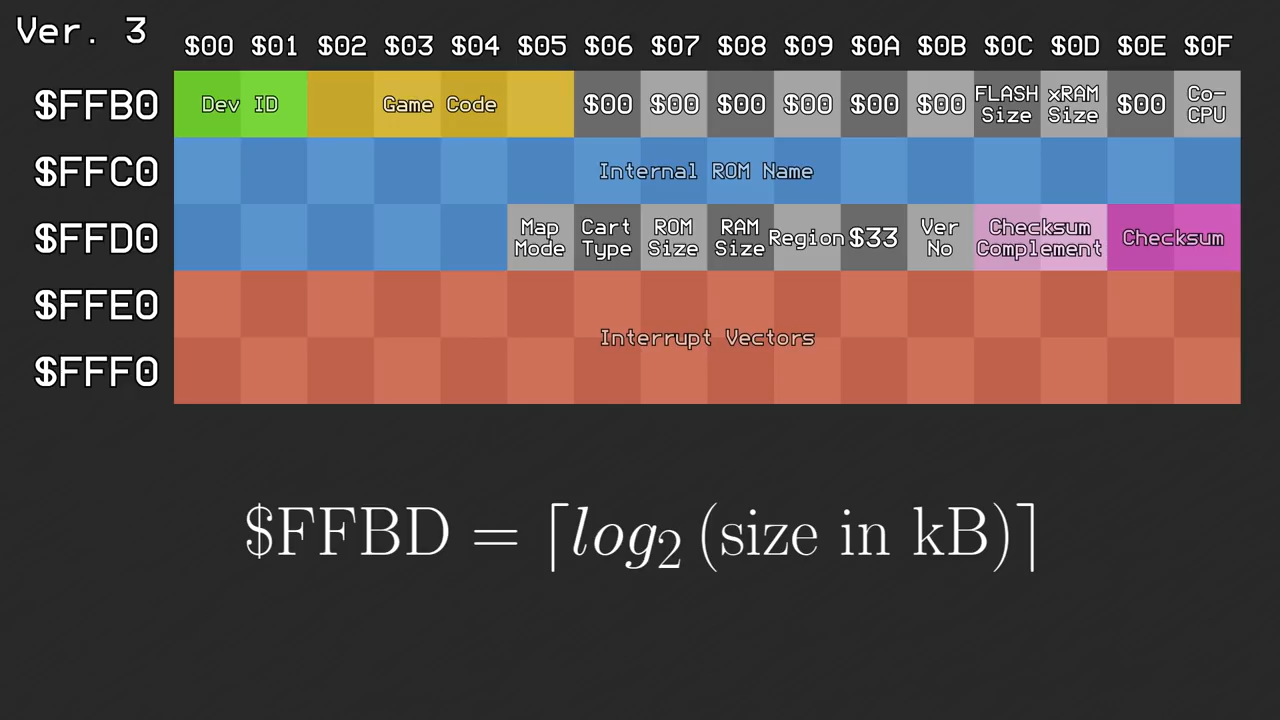 Ver. 3
$00 $01 $02 $03 $04 $05 $06 $07 $08 $09 $0A $0B $0C $0D $0E $0F
$FFB0 Dev ID Game Code $00 $00 $00 $00 $00 $00 FLASH Size xRAM Size $00 Co-CPU
$FFC0 Internal ROM Name
$FFD0 Map Mode Cart Type ROM Size RAM Size Region $33 Ver No Checksum Complement Checksum
$FFE0
Interrupt Vectors
$FFF0
$FFBD = ⌈log₂ (size in kB)⌉